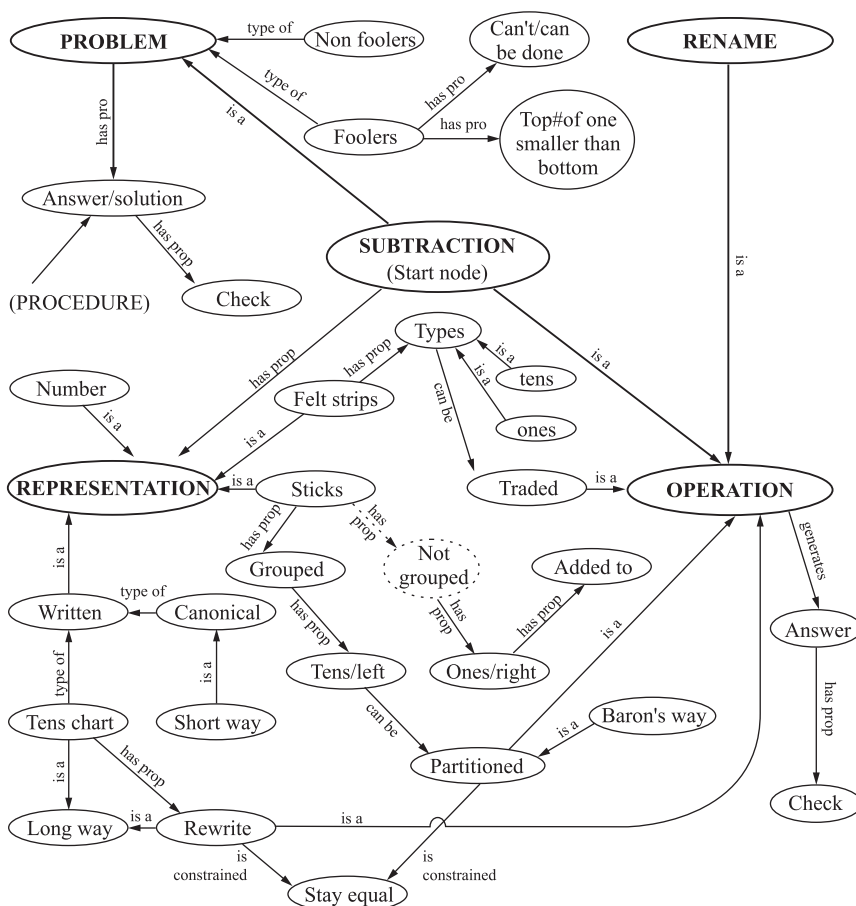 PROBLEM
type of
Non foolers
Can't/can
be done
RENAME
type of
has pro
is a
Foolers
has pro
Top#of one
smaller than
bottom
has pro
Answer/solution
has prop
SUBTRACTION
(Start node)
is a
(PROCEDURE)
Check
Types
has prop
is a
tens
is a
has prop
Number
Felt strips
can be
is a
ones
is a
is a
REPRESENTATION
is a
Sticks
Traded
is a
OPERATION
has prop
has
prop
generates
is a
Grouped
Not
grouped
Added to
Written
type of
Canonical
has prop
has
prop
has prop
is a
Answer
type of
is a
Tens/left
Ones/right
has prop
Tens chart
Short way
can be
is a
Baron's way
is a
has prop
Partitioned
Check
Long way
is a
Rewrite
is a
is
constrained
is
constrained
Stay equal